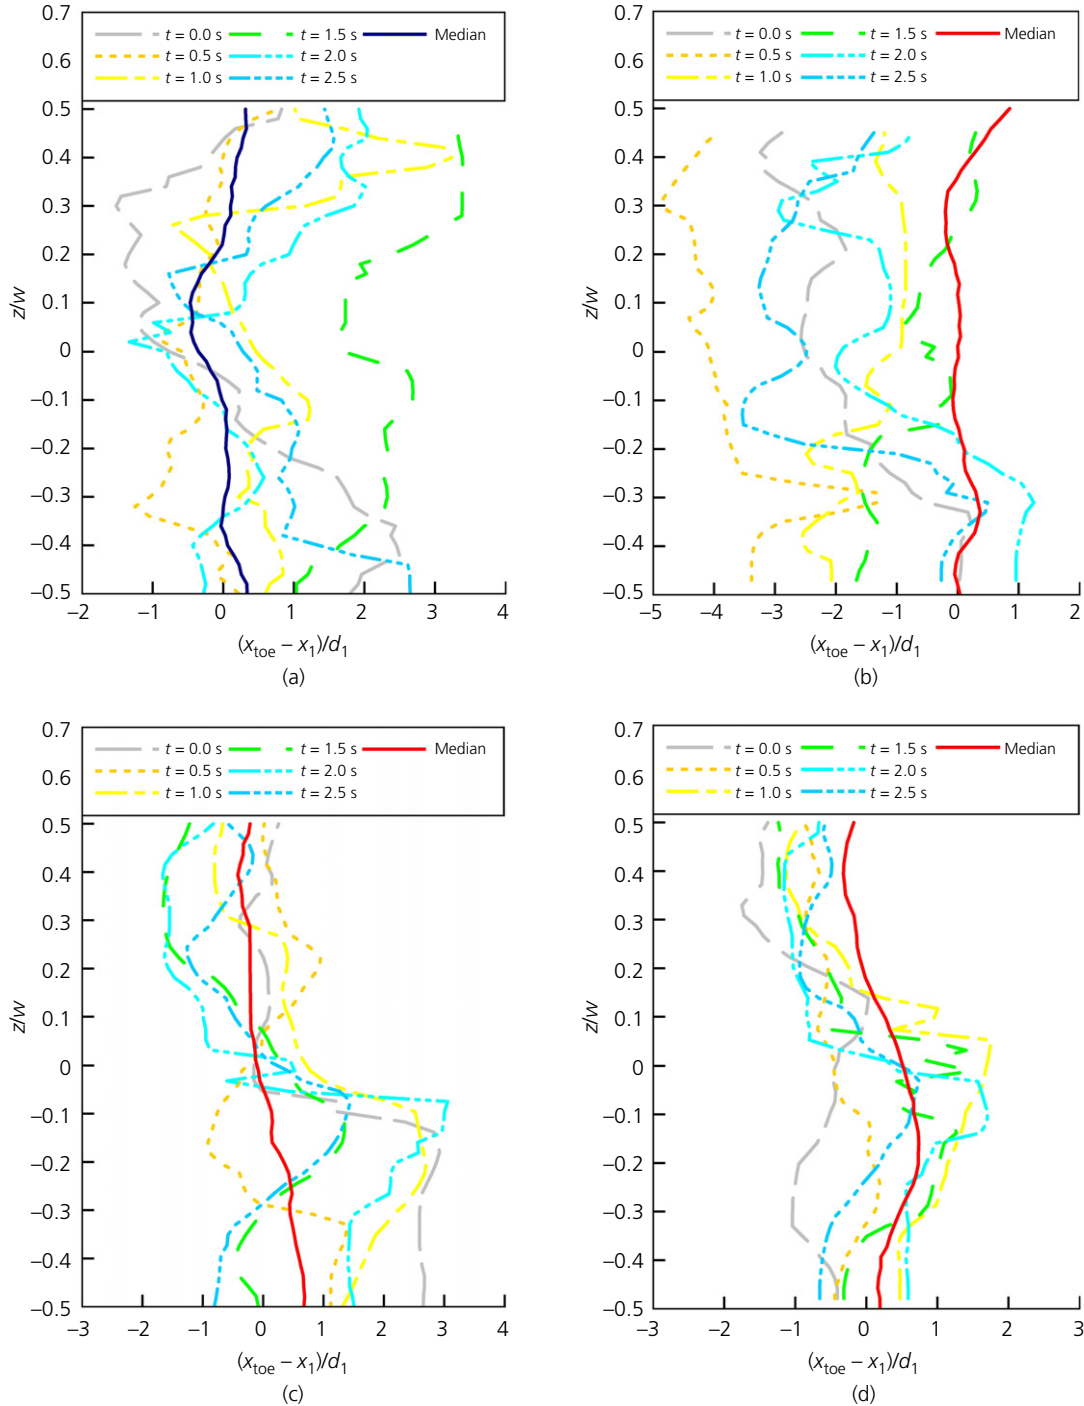 0.7
t = 0.0 s t = 1.5 s Median
0.6 t = 0.5 s t = 2.0 s
t = 1.0 s t = 2.5 s
0.5
0.4
0.3
0.2
0.1
0
–0.1
–0.2
–0.3
–0.4
–0.5
z/w
–2 –1 0 1 2 3 4
(xtoe – x1)/d1
(a)
0.7
t = 0.0 s t = 1.5 s Median
0.6 t = 0.5 s t = 2.0 s
t = 1.0 s t = 2.5 s
0.5
0.4
0.3
0.2
0.1
0
–0.1
–0.2
–0.3
–0.4
–0.5
z/w
–5 –4 –3 –2 –1 0 1 2
(xtoe – x1)/d1
(b)
0.7
t = 0.0 s t = 1.5 s Median
0.6 t = 0.5 s t = 2.0 s
t = 1.0 s t = 2.5 s
0.5
0.4
0.3
0.2
0.1
0
–0.1
–0.2
–0.3
–0.4
–0.5
z/w
–3 –2 –1 0 1 2 3 4
(xtoe – x1)/d1
(c)
0.7
t = 0.0 s t = 1.5 s Median
0.6 t = 0.5 s t = 2.0 s
t = 1.0 s t = 2.5 s
0.5
0.4
0.3
0.2
0.1
0
–0.1
–0.2
–0.3
–0.4
–0.5
z/w
–3 –2 –1 0 1 2 3
(xtoe – x1)/d1
(d)